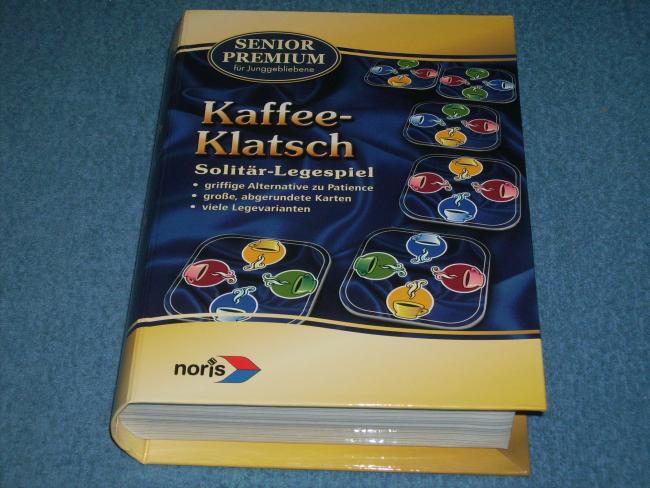 SENIOR
PREMIUM
für Junggebliebene
Kaffee-
Klatsch
Solitär-Legespiel
• griffige Alternative zu Patience
• große, abgerundete Karten
• viele Legevarianten
noris